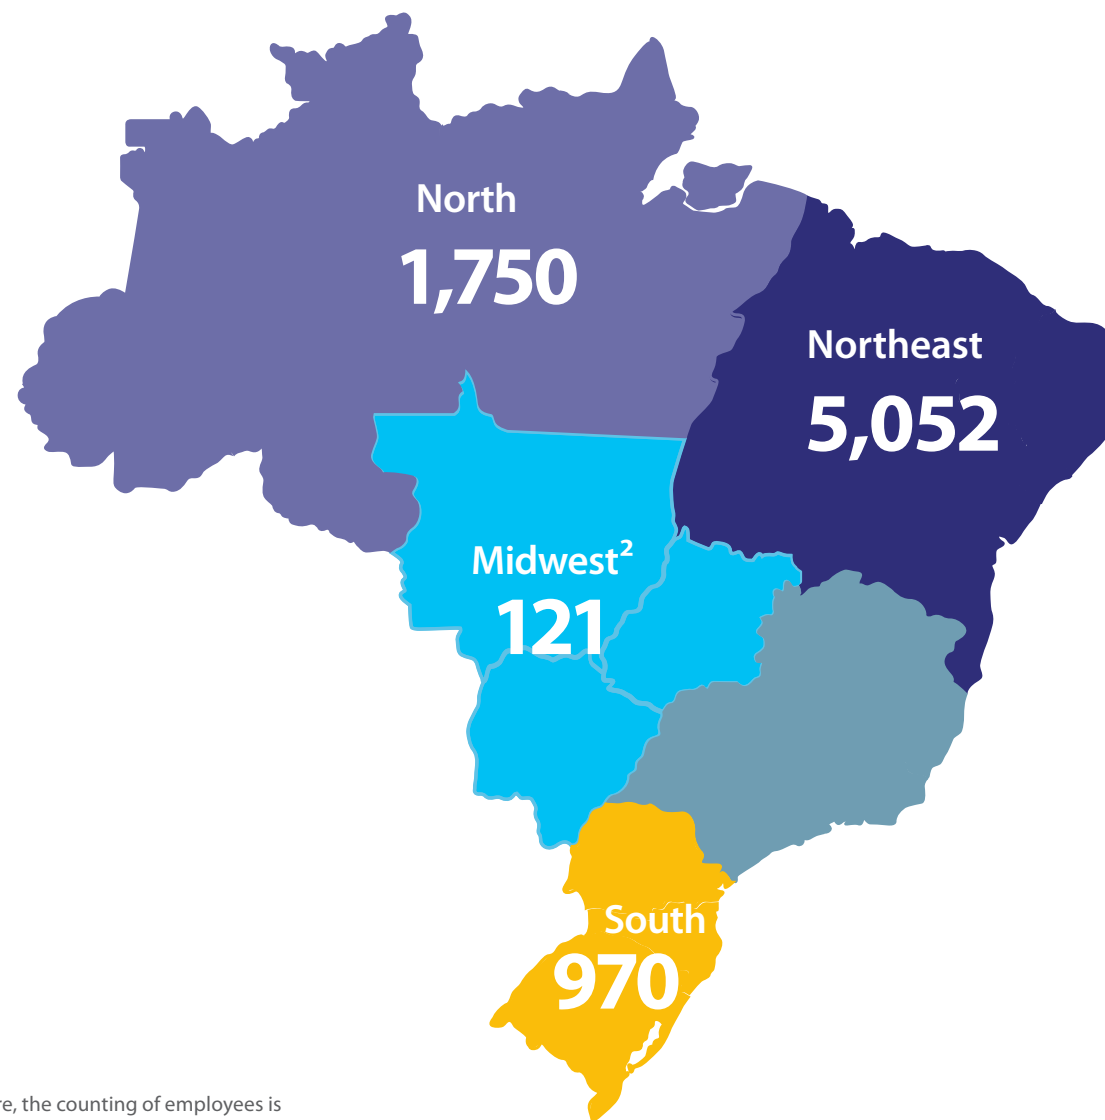 North
1,750
Northeast
5,052
Midwest²
121
South
970
the counting of employees is